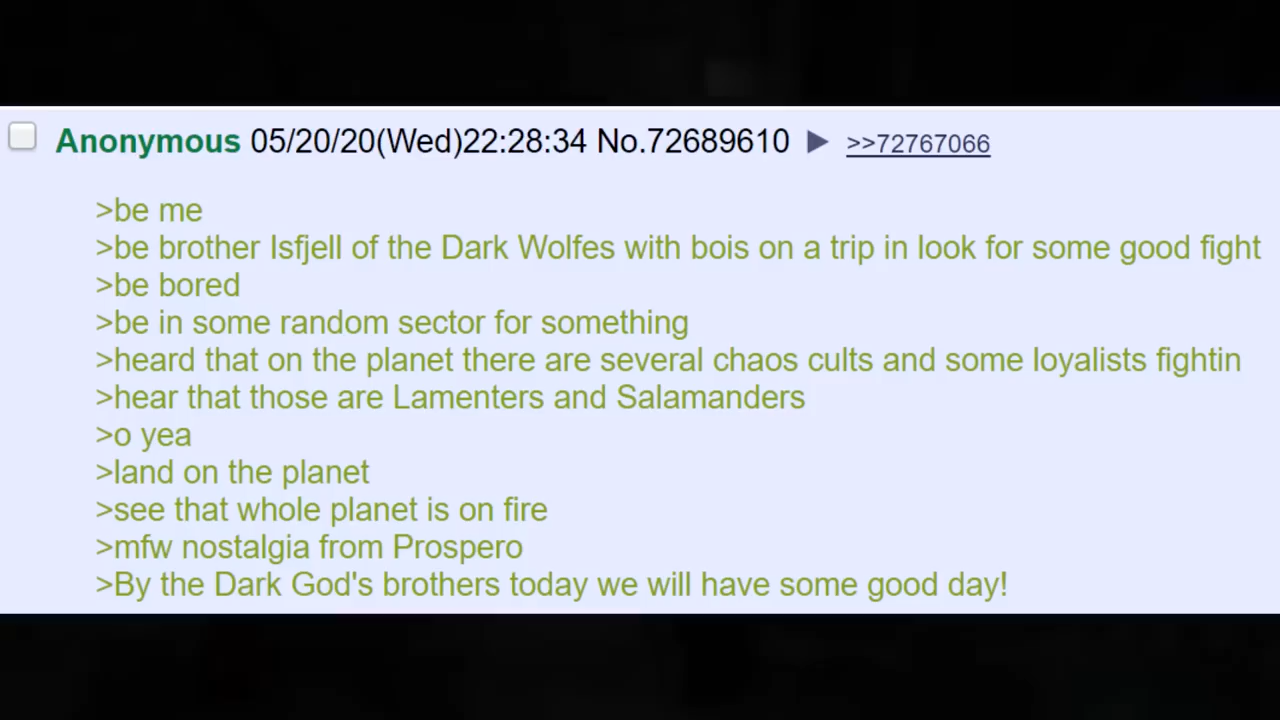 Anonymous 05/20/20(Wed)22:28:34 No.72689610 ▶ >>72767066
>be me
>be brother Isfjell of the Dark Wolfes with bois on a trip in look for some good fight
>be bored
>be in some random sector for something
>heard that on the planet there are several chaos cults and some loyalists fightin
>hear that those are Lamenters and Salamanders
>o yea
>land on the planet
>see that whole planet is on fire
>mfw nostalgia from Prospero
>By the Dark God's brothers today we will have some good day!